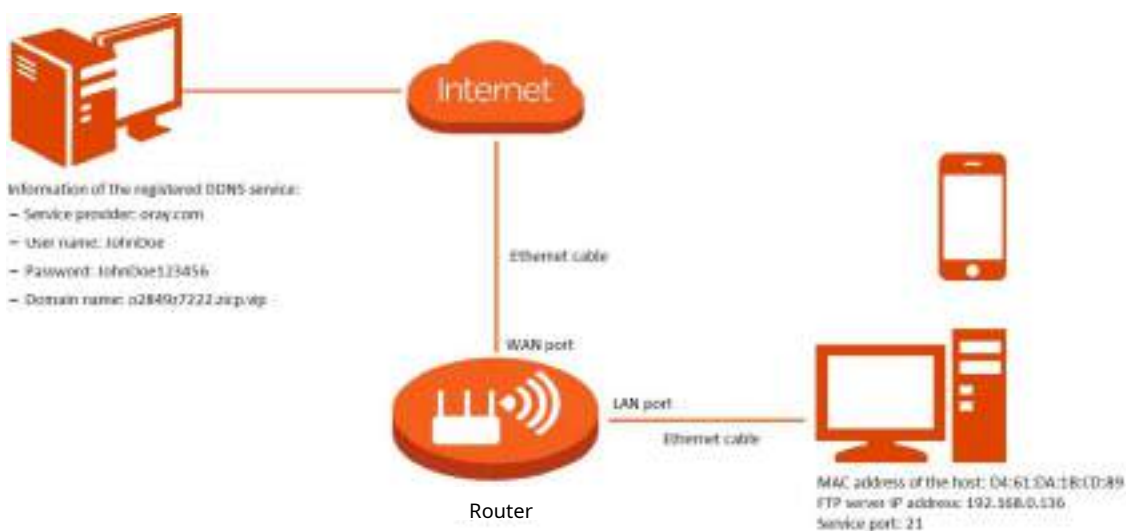 Internet
Information of the registered DDNS service:
– Service provider: oray.com
– User name: JohnDoe
– Password: JohnDoe123456
– Domain name: o2849z7222.zicp.vip
Ethernet cable
WAN port
LAN port
Ethernet cable
Router
MAC address of the host: D4:61:DA:1B:CD:89
FTP server IP address: 192.168.0.136
Service port: 21